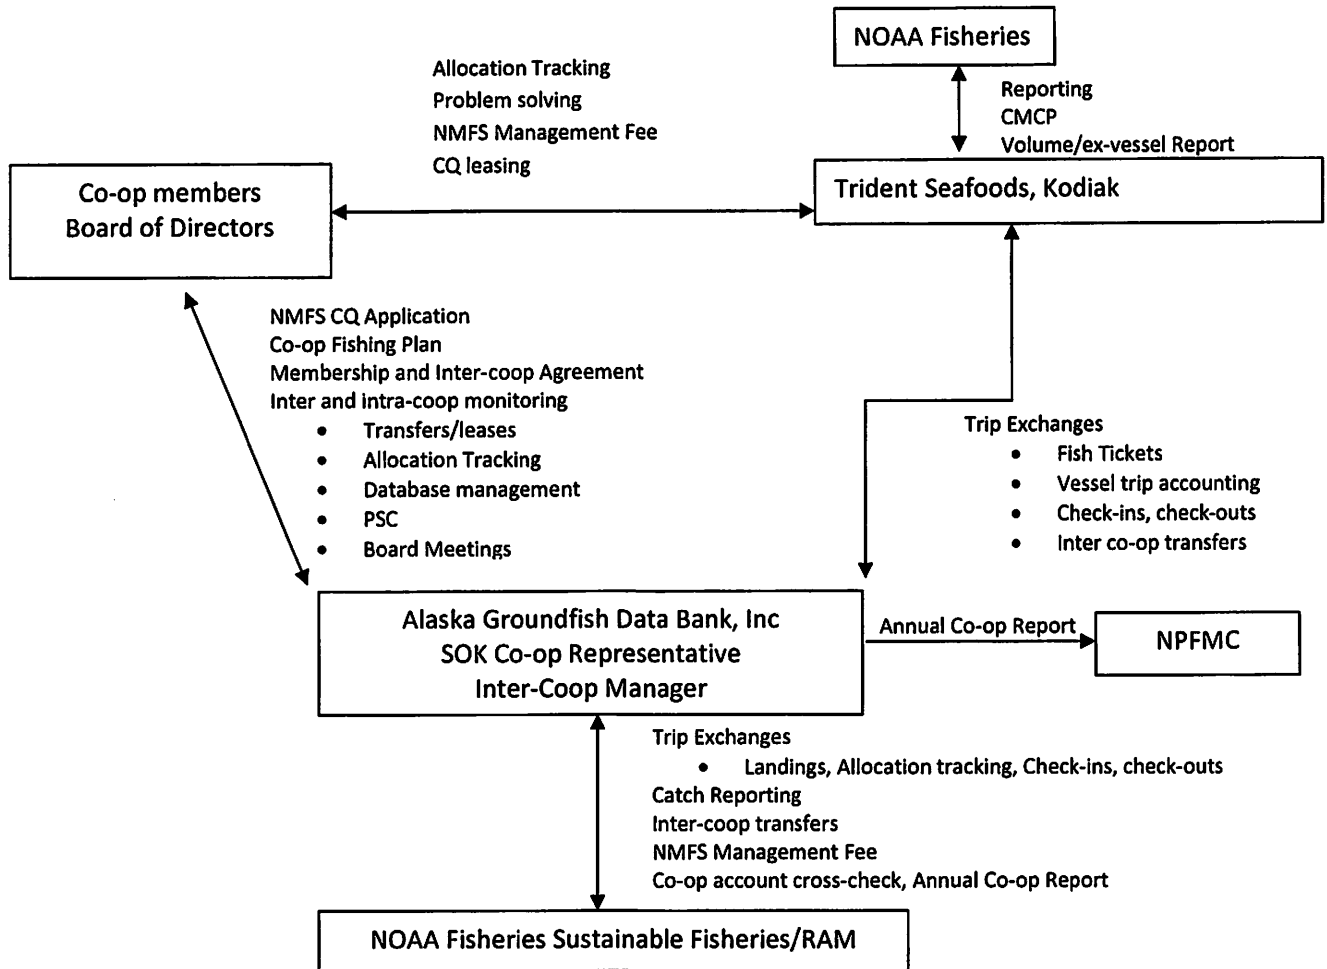 NOAA Fisheries
Allocation Tracking
Problem solving
NMFS Management Fee
CQ leasing
Reporting
CMCP
Volume/ex-vessel Report
Co-op members
Board of Directors
Trident Seafoods, Kodiak
NMFS CQ Application
Co-op Fishing Plan
Membership and Inter-coop Agreement
Inter and intra-coop monitoring
• Transfers/leases
• Allocation Tracking
• Database management
• PSC
• Board Meetings
Trip Exchanges
• Fish Tickets
• Vessel trip accounting
• Check-ins, check-outs
• Inter co-op transfers
Alaska Groundfish Data Bank, Inc
SOK Co-op Representative
Inter-Coop Manager
Annual Co-op Report
NPFMC
Trip Exchanges
• Landings, Allocation tracking, Check-ins, check-outs
Catch Reporting
Inter-coop transfers
NMFS Management Fee
Co-op account cross-check, Annual Co-op Report
NOAA Fisheries Sustainable Fisheries/RAM